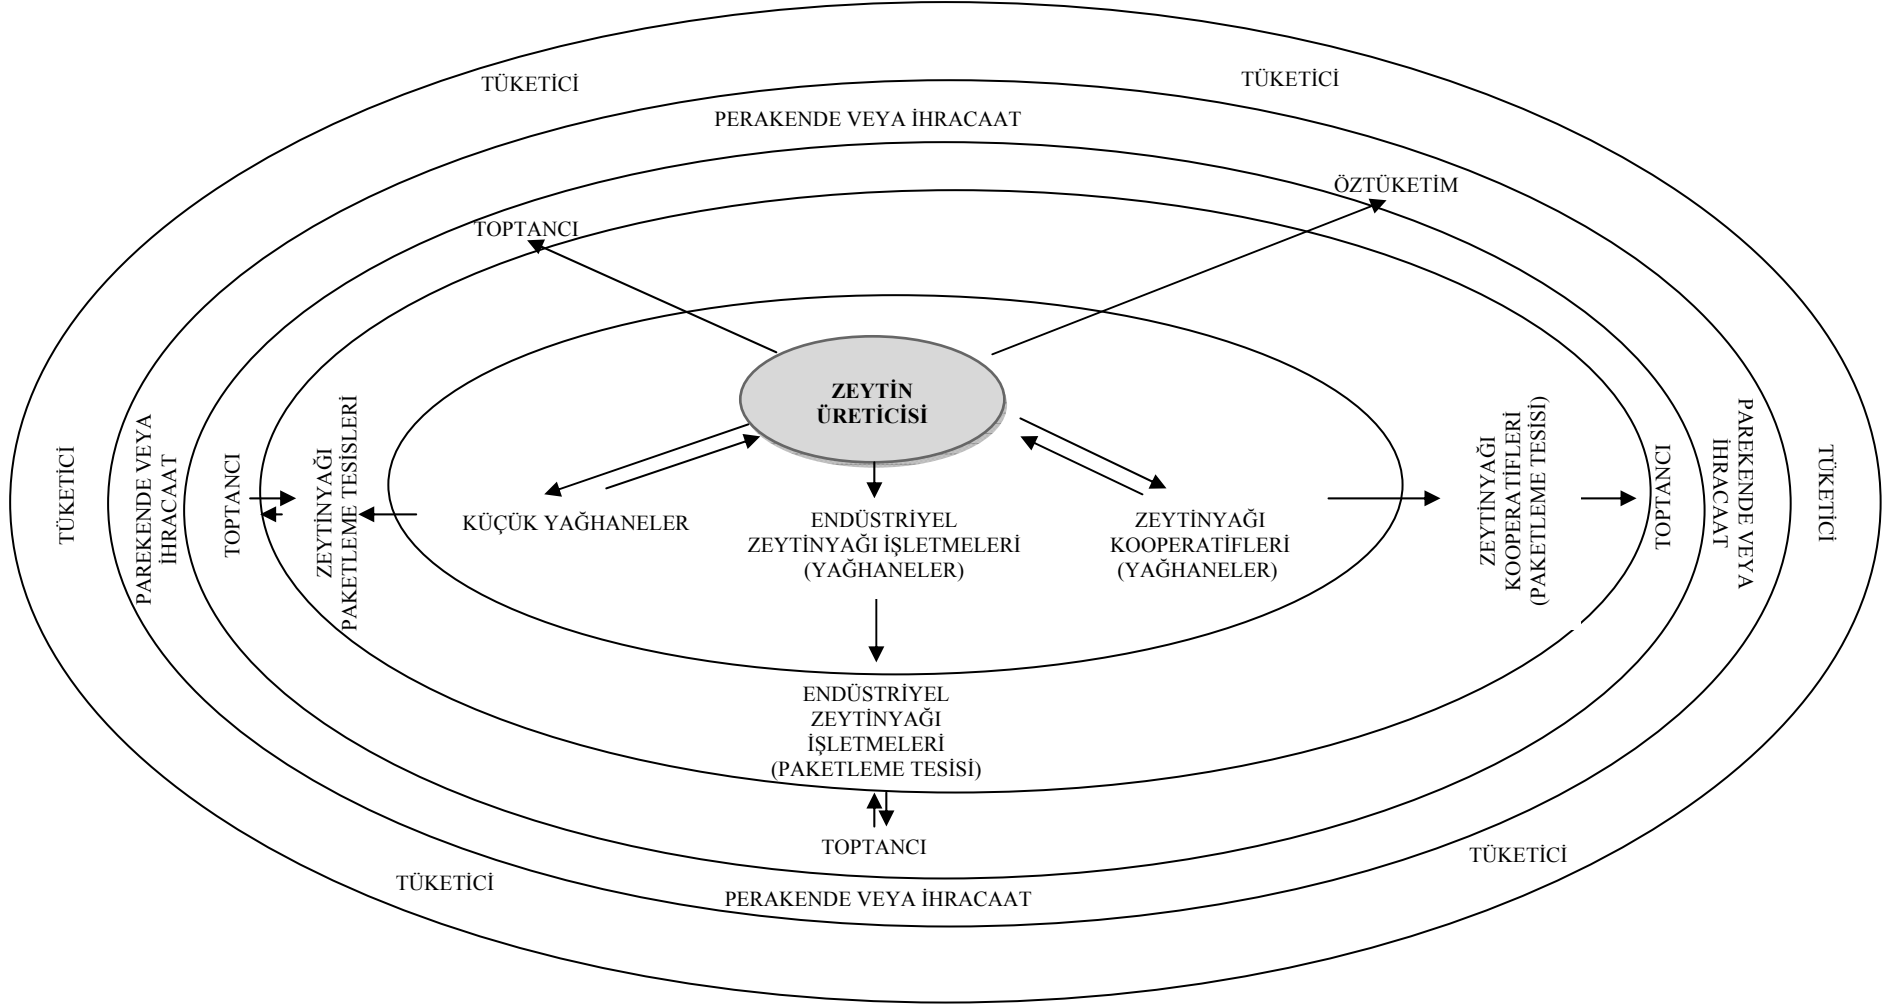 TÜKETİCİ
TÜKETİCİ
PERAKENDE VEYA İHRACAAT
ÖZTÜKETİM
TOPTANCI
ZEYTİN
ÜRETİCİSİ
TÜKETİCİ
PAREKENDE VEYA
İHRACAAT
TOPTANCI
ZEYTİNYAĞI
PAKETLEME TESİSLERİ
KÜÇÜK YAĞHANELER
ENDÜSTRİYEL
ZEYTİNYAĞI İŞLETMELERİ
(YAĞHANELER)
ZEYTİNYAĞI
KOOPERATİFLERİ
(YAĞHANELER)
ZEYTİNYAĞI
KOOPERATİFLERİ
(PAKETLEME TESİSİ)
TOPTANCI
PAREKENDE VEYA
İHRACAAT
TÜKETİCİ
ENDÜSTRİYEL
ZEYTİNYAĞI
İŞLETMELERİ
(PAKETLEME TESİSİ)
TOPTANCI
TÜKETİCİ
TÜKETİCİ
PERAKENDE VEYA İHRACAAT